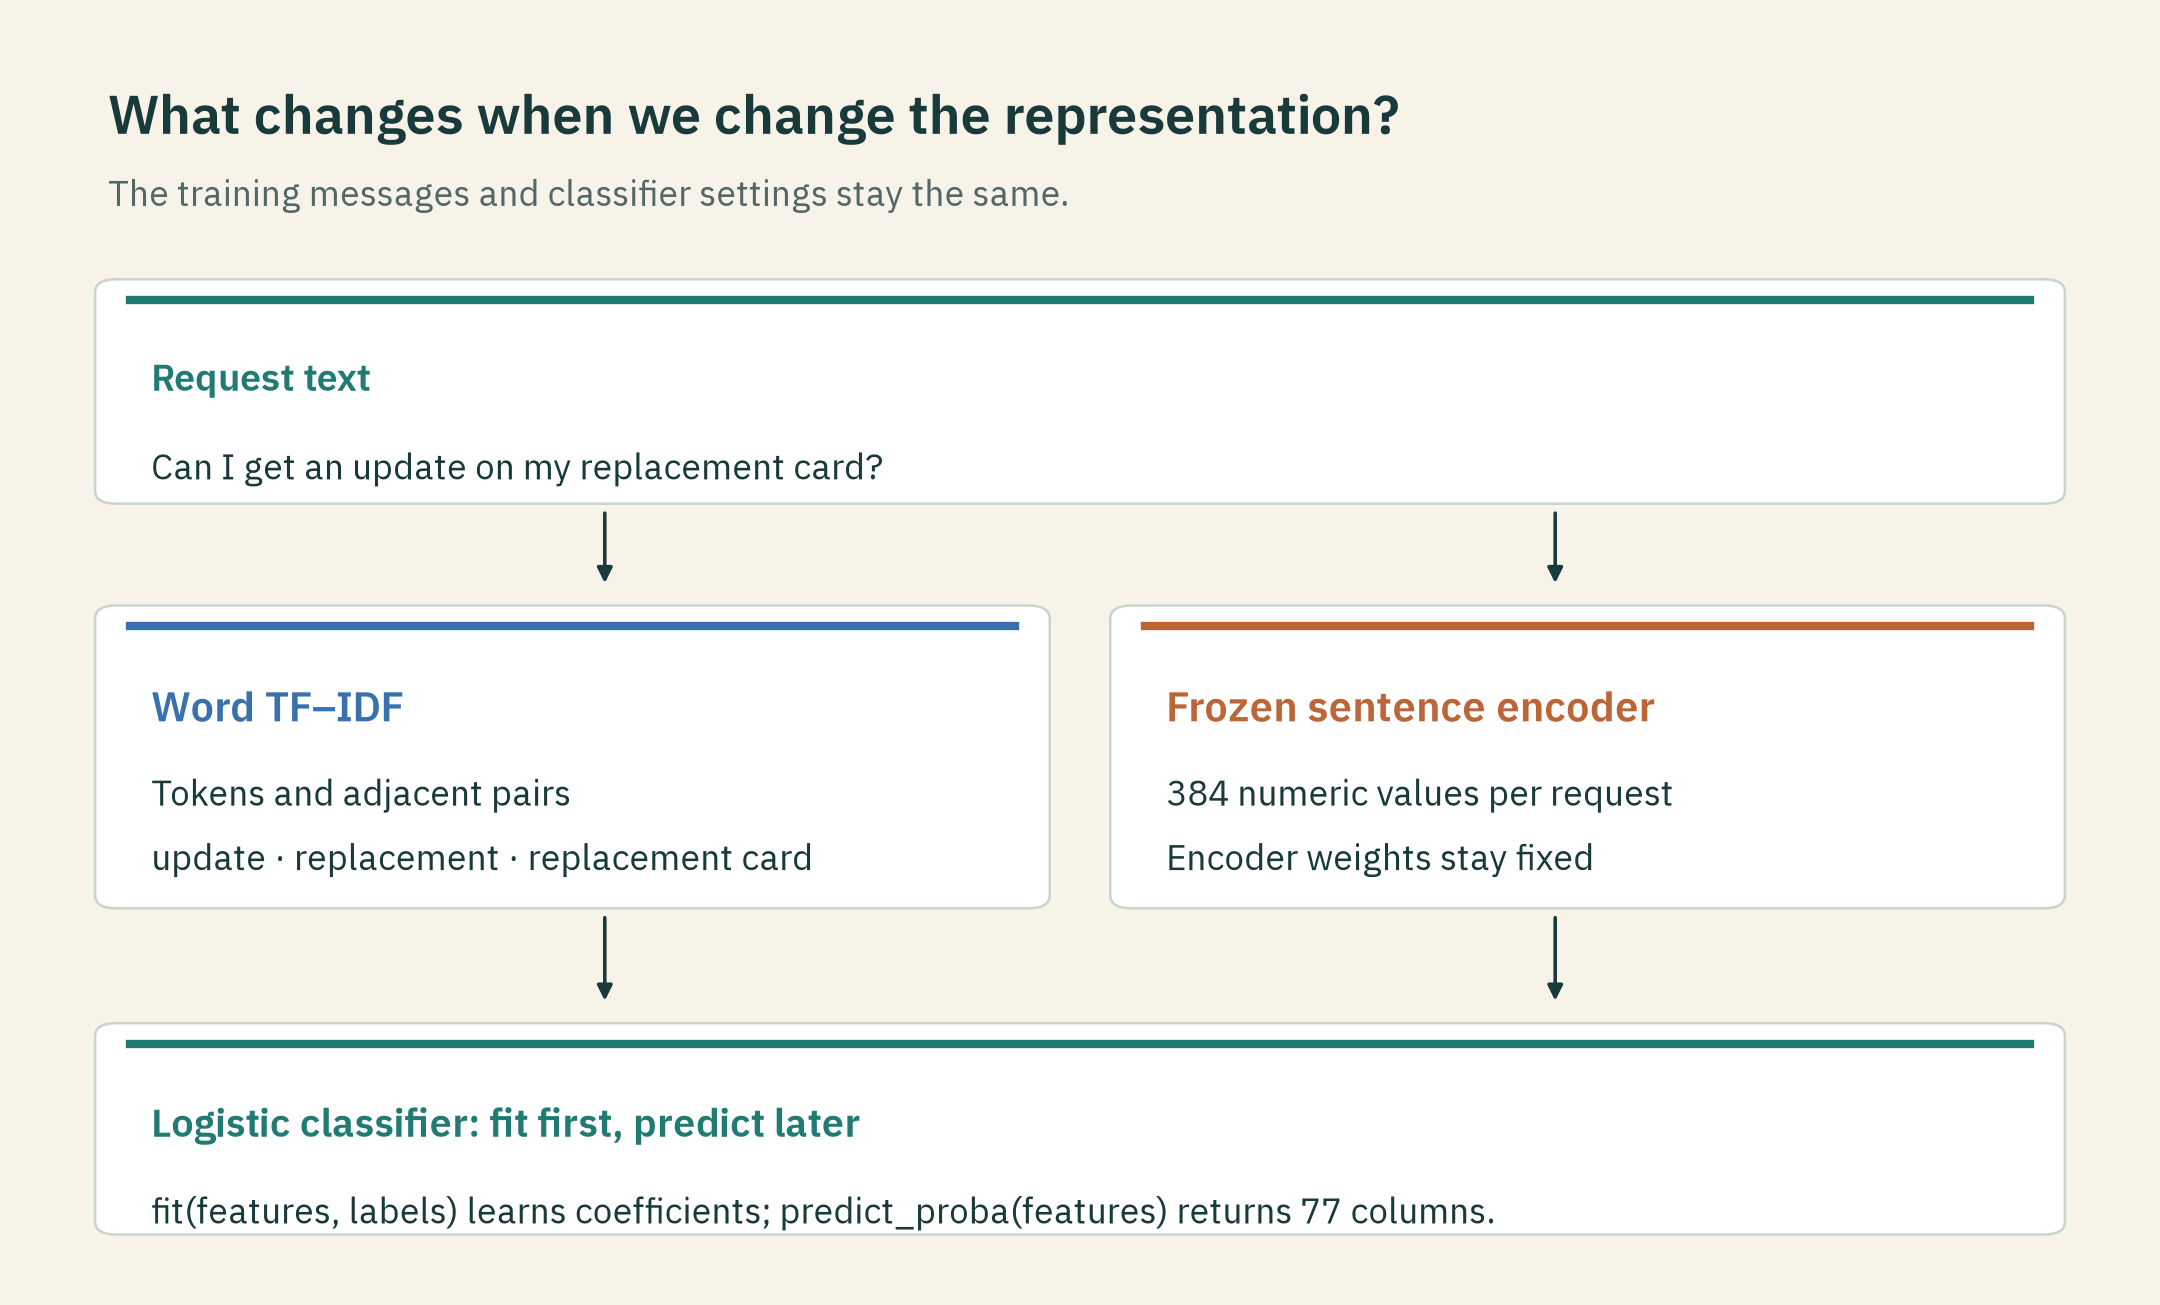 What changes when we change the representation?
The training messages and classifier settings stay the same.
Request text
Can I get an update on my replacement card?
Word TF–IDF
Tokens and adjacent pairs
update · replacement · replacement card
Frozen sentence encoder
384 numeric values per request
Encoder weights stay fixed
Logistic classifier: fit first, predict later
fit(features, labels) learns coefficients; predict_proba(features) returns 77 columns.